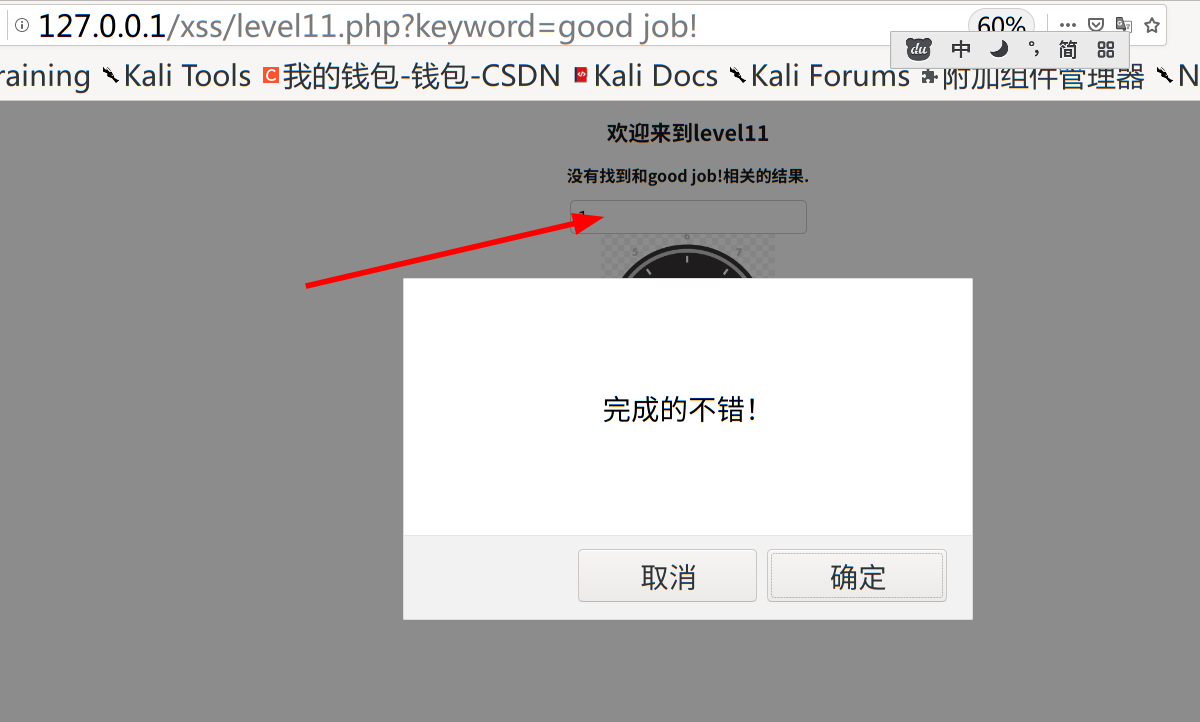 127.0.0.1/xss/level11.php?keyword=good job!
60%
du 中 °, 简
raining Kali Tools 我的钱包-钱包-CSDN Kali Docs Kali Forums 附加组件管理器 N
欢迎来到level11
没有找到和good job!相关的结果.
1
6
5 7
完成的不错！
取消 确定